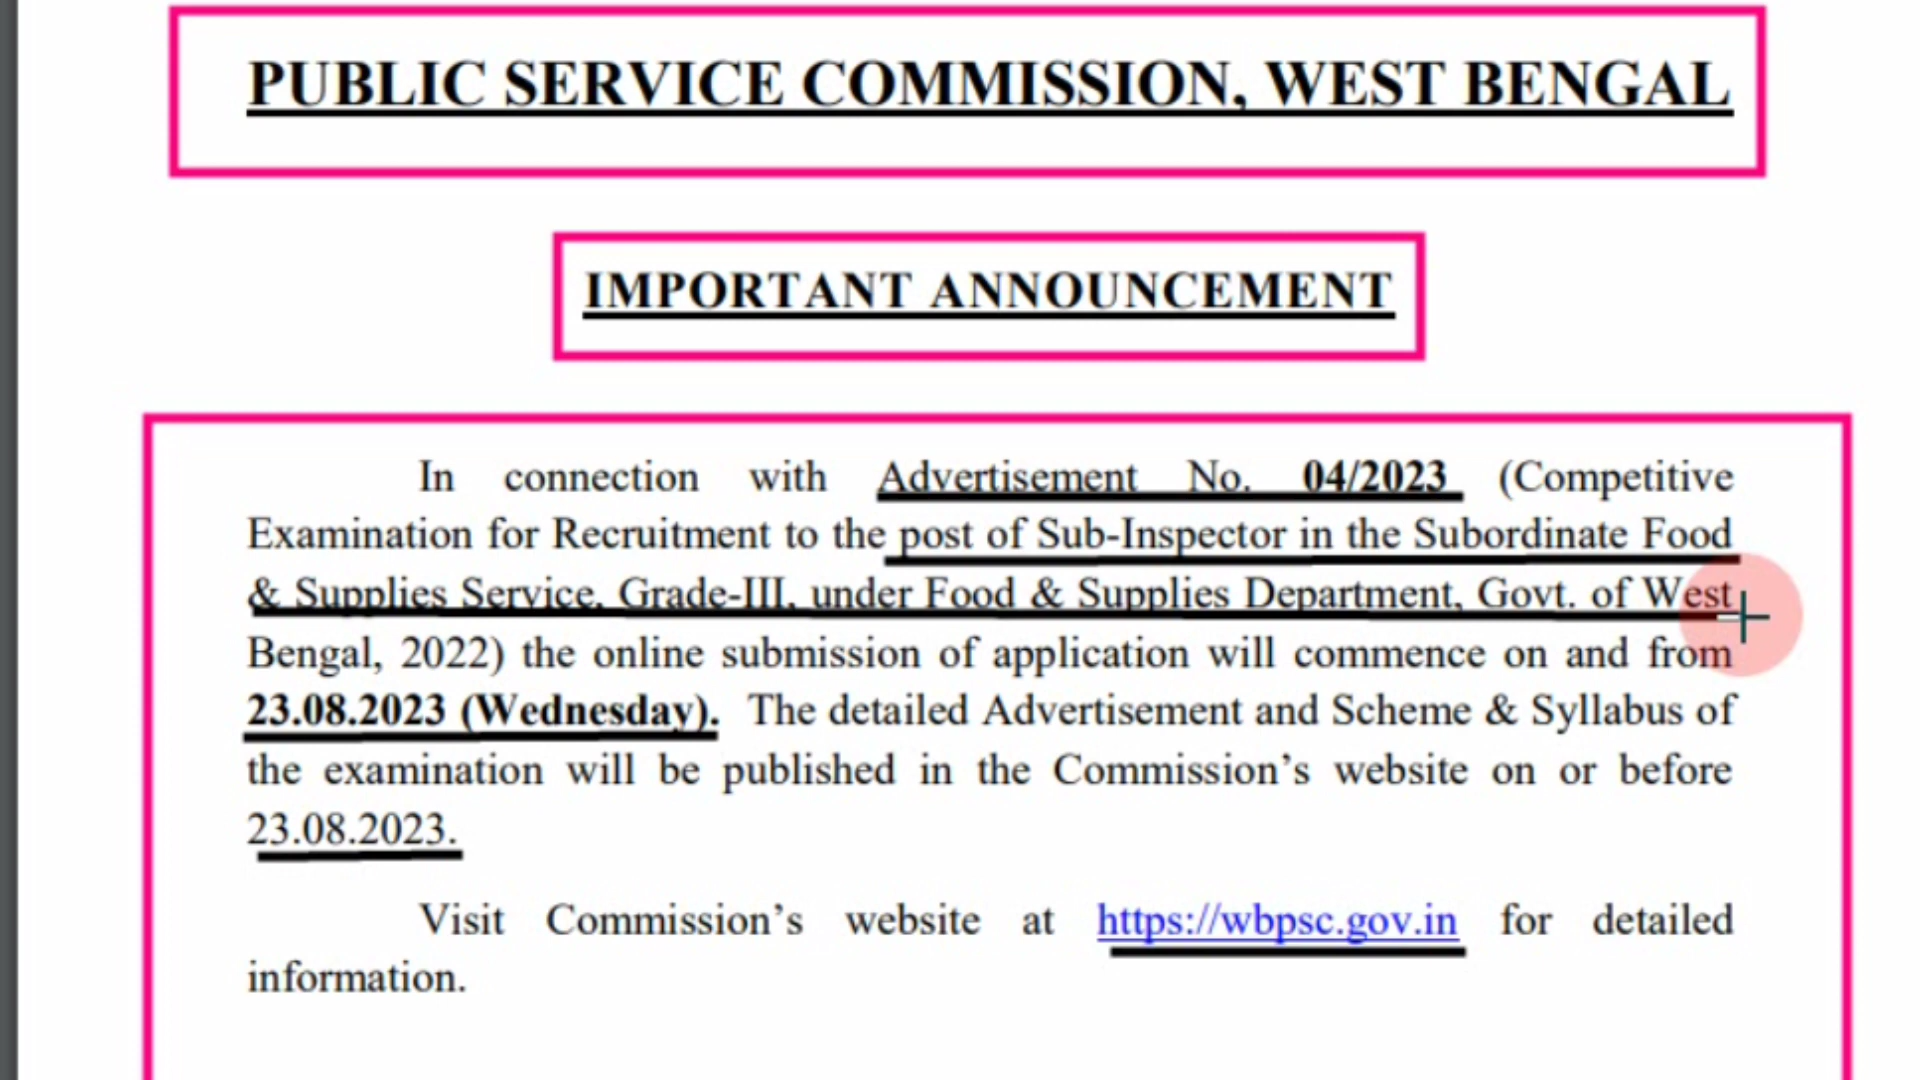 PUBLIC SERVICE COMMISSION, WEST BENGAL
IMPORTANT ANNOUNCEMENT
In connection with Advertisement No. 04/2023 (Competitive
Examination for Recruitment to the post of Sub-Inspector in the Subordinate Food
& Supplies Service, Grade-III, under Food & Supplies Department, Govt. of West
Bengal, 2022) the online submission of application will commence on and from
23.08.2023 (Wednesday). The detailed Advertisement and Scheme & Syllabus of
the examination will be published in the Commission’s website on or before
23.08.2023.
Visit Commission’s website at https://wbpsc.gov.in for detailed
information.